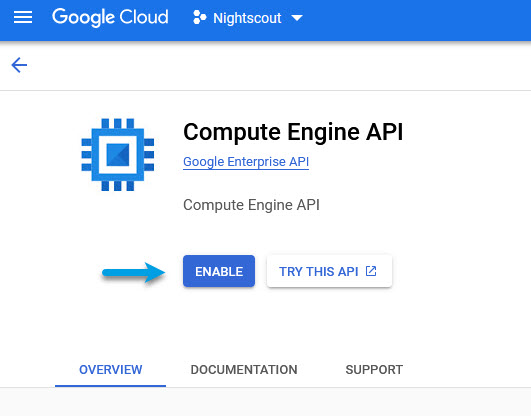 Google Cloud Nightscout
Compute Engine API
Google Enterprise API
Compute Engine API
ENABLE TRY THIS API
OVERVIEW DOCUMENTATION SUPPORT